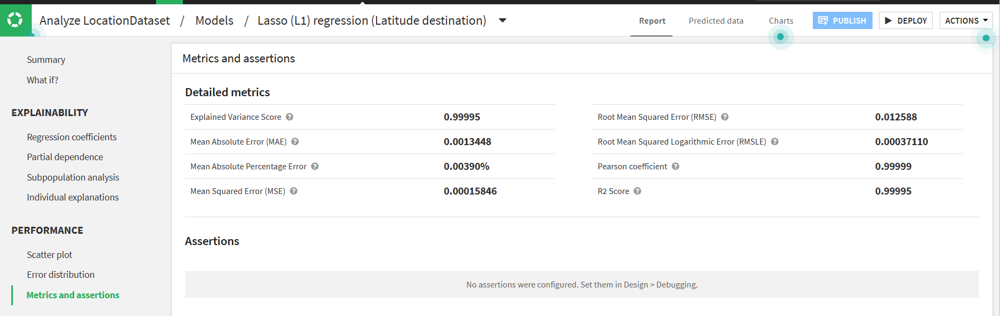 Analyze LocationDataset / Models / Lasso (L1) regression (Latitude destination)
Report Predicted data Charts PUBLISH DEPLOY ACTIONS
Summary
What if?
EXPLAINABILITY
Regression coefficients
Partial dependence
Subpopulation analysis
Individual explanations
PERFORMANCE
Scatter plot
Error distribution
Metrics and assertions
Metrics and assertions
Detailed metrics
Explained Variance Score ? 0.99995
Mean Absolute Error (MAE) ? 0.0013448
Mean Absolute Percentage Error ? 0.00390%
Mean Squared Error (MSE) ? 0.00015846
Root Mean Squared Error (RMSE) ? 0.012588
Root Mean Squared Logarithmic Error (RMSLE) ? 0.00037110
Pearson coefficient ? 0.99999
R2 Score ? 0.99995
Assertions
No assertions were configured. Set them in Design > Debugging.